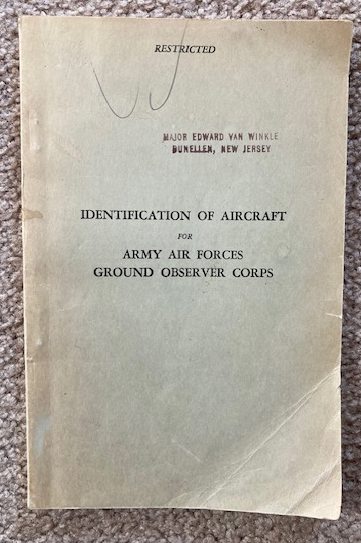 RESTRICTED
MAJOR EDWARD VAN WINKLE
DUNELLEN, NEW JERSEY
IDENTIFICATION OF AIRCRAFT
FOR
ARMY AIR FORCES
GROUND OBSERVER CORPS